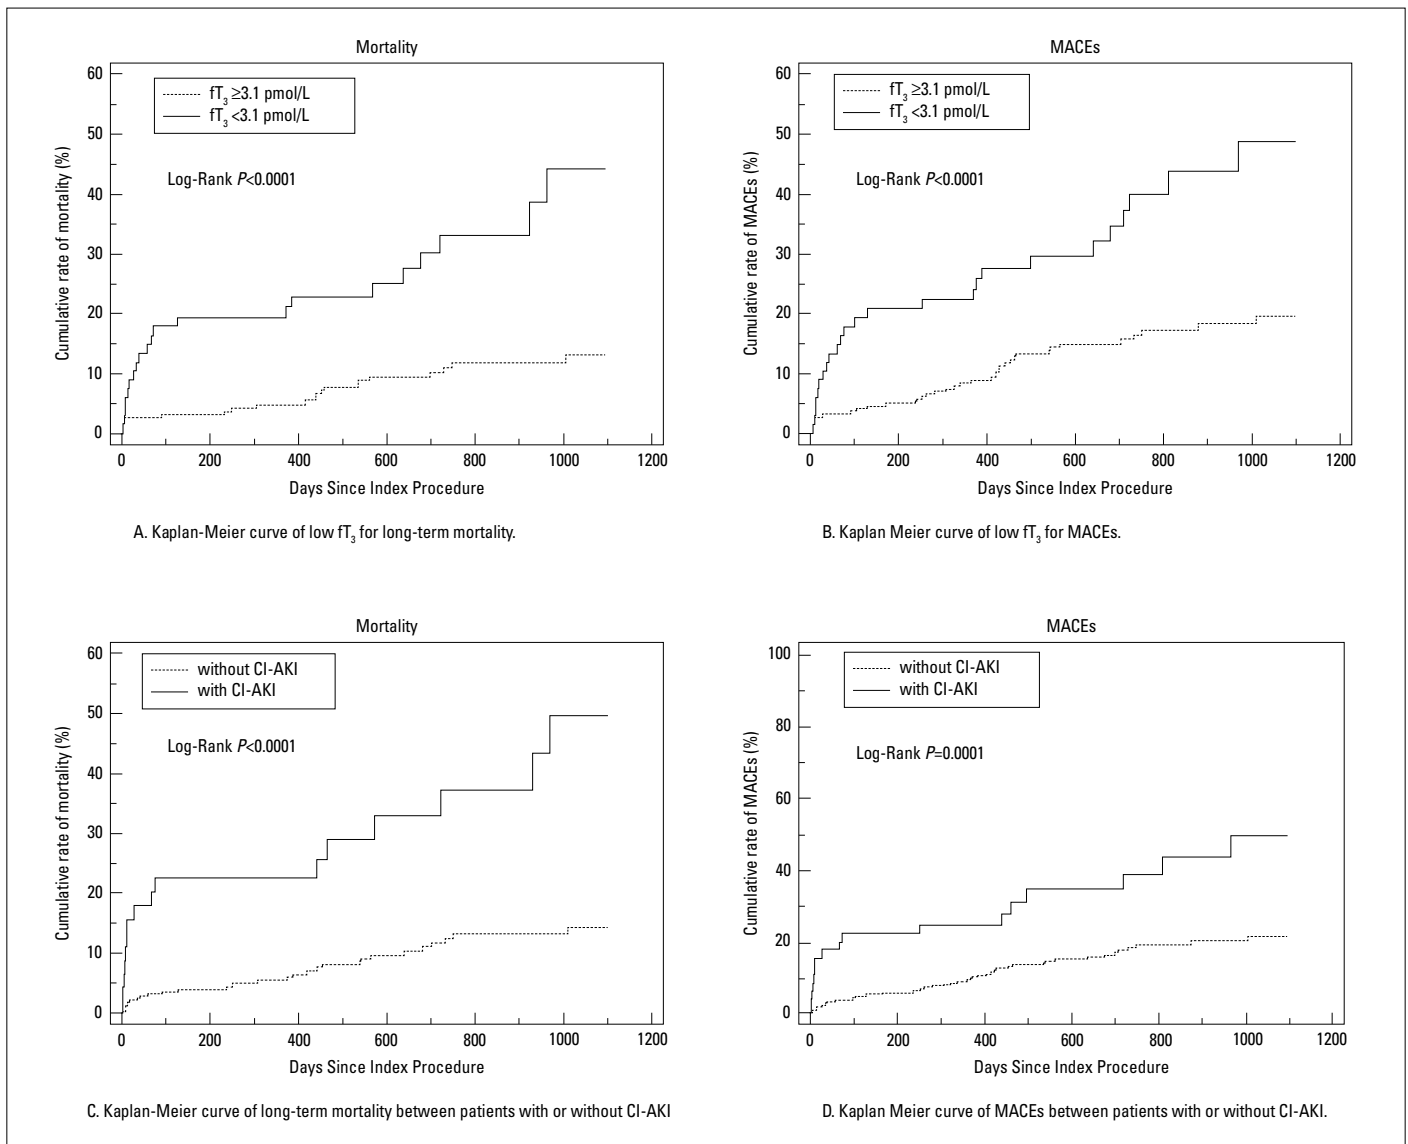 Mortality
60
50
40
30
20
10
0
Cumulative rate of mortality (%)
fT3 ≥3.1 pmol/L
fT3 <3.1 pmol/L
Log-Rank P<0.0001
0 200 400 600 800 1000 1200
Days Since Index Procedure
A. Kaplan-Meier curve of low fT3 for long-term mortality.
MACEs
60
50
40
30
20
10
0
Cumulative rate of MACEs (%)
fT3 ≥3.1 pmol/L
fT3 <3.1 pmol/L
Log-Rank P<0.0001
0 200 400 600 800 1000 1200
Days Since Index Procedure
B. Kaplan Meier curve of low fT3 for MACEs.
Mortality
60
50
40
30
20
10
0
Cumulative rate of mortality (%)
without CI-AKI
with CI-AKI
Log-Rank P<0.0001
0 200 400 600 800 1000 1200
Days Since Index Procedure
C. Kaplan-Meier curve of long-term mortality between patients with or without CI-AKI
MACEs
100
80
60
40
20
0
Cumulative rate of MACEs (%)
without CI-AKI
with CI-AKI
Log-Rank P=0.0001
0 200 400 600 800 1000 1200
Days Since Index Procedure
D. Kaplan Meier curve of MACEs between patients with or without CI-AKI.